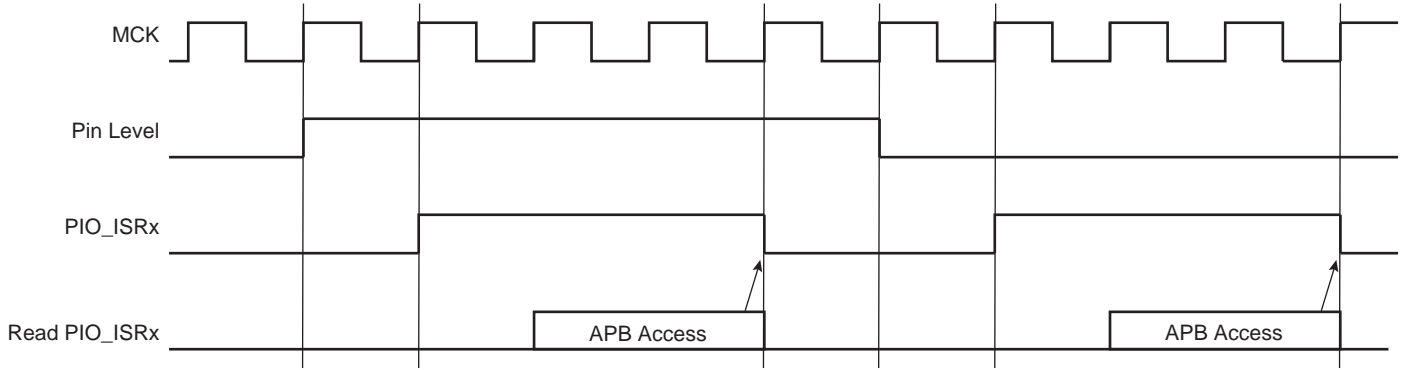 MCK
Pin Level
PIO_ISRx
Read PIO_ISRx
APB Access
APB Access